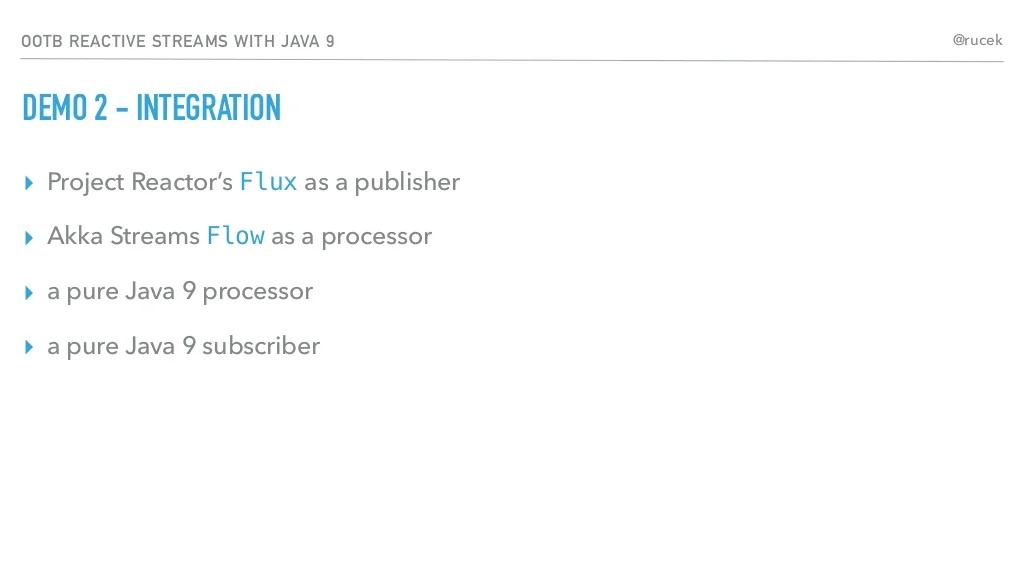 OOTB REACTIVE STREAMS WITH JAVA 9
@rucek
DEMO 2 - INTEGRATION
▸ Project Reactor’s Flux as a publisher
▸ Akka Streams Flow as a processor
▸ a pure Java 9 processor
▸ a pure Java 9 subscriber